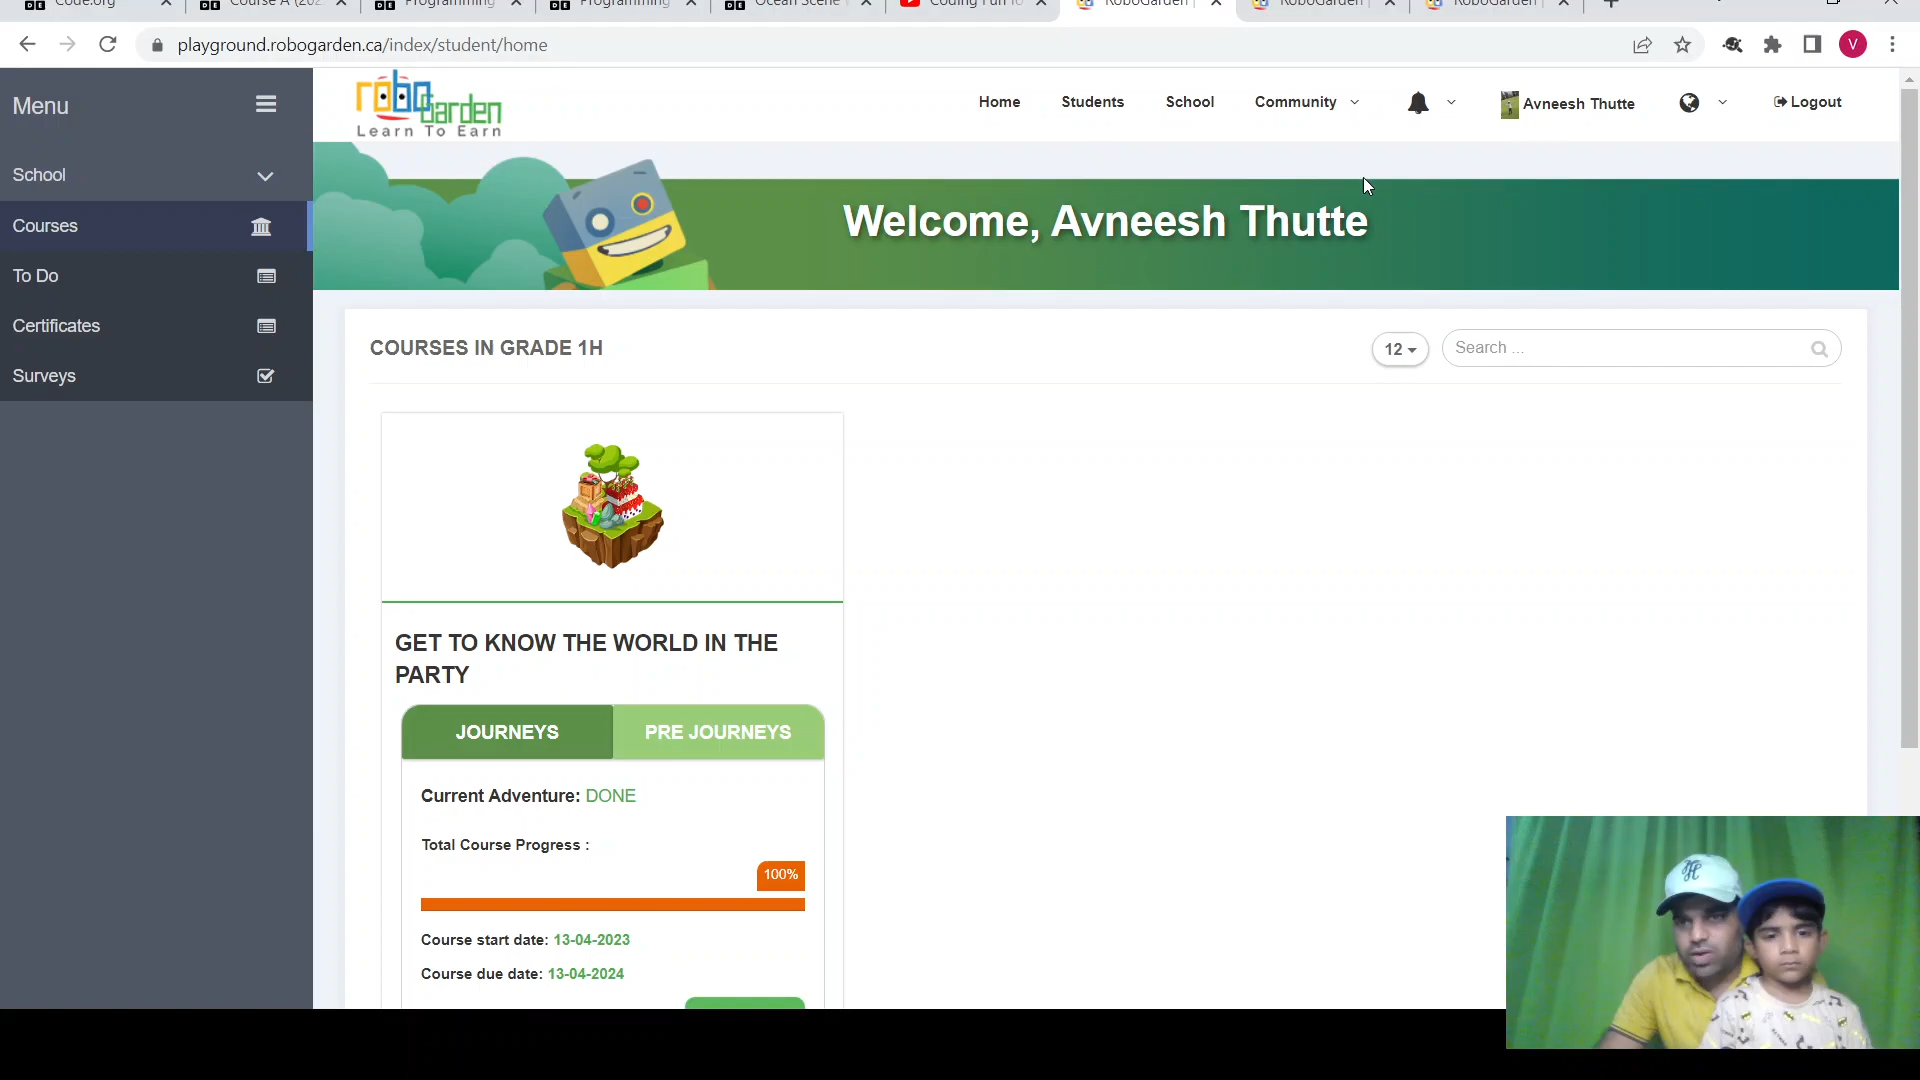 Code.org
Course A (202
Programming
Programming
Ocean Scene
Coding Fun fo
RoboGarden
RoboGarden
RoboGarden
playground.robogarden.ca/index/student/home
V
Menu
School
Courses
To Do
Certificates
Surveys
robo Garden
Learn To Earn
Home
Students
School
Community
Avneesh Thutte
Logout
Welcome, Avneesh Thutte
COURSES IN GRADE 1H
12
Search ...
GET TO KNOW THE WORLD IN THE
PARTY
JOURNEYS
PRE JOURNEYS
Current Adventure: DONE
Total Course Progress :
100%
Course start date: 13-04-2023
Course due date: 13-04-2024